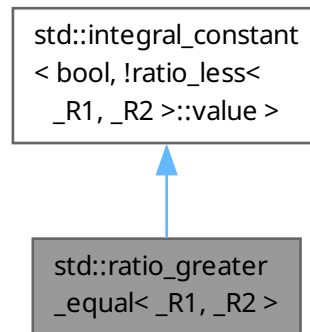 std::integral_constant
< bool, !ratio_less<
_R1, _R2 >::value >
std::ratio_greater
_equal< _R1, _R2 >